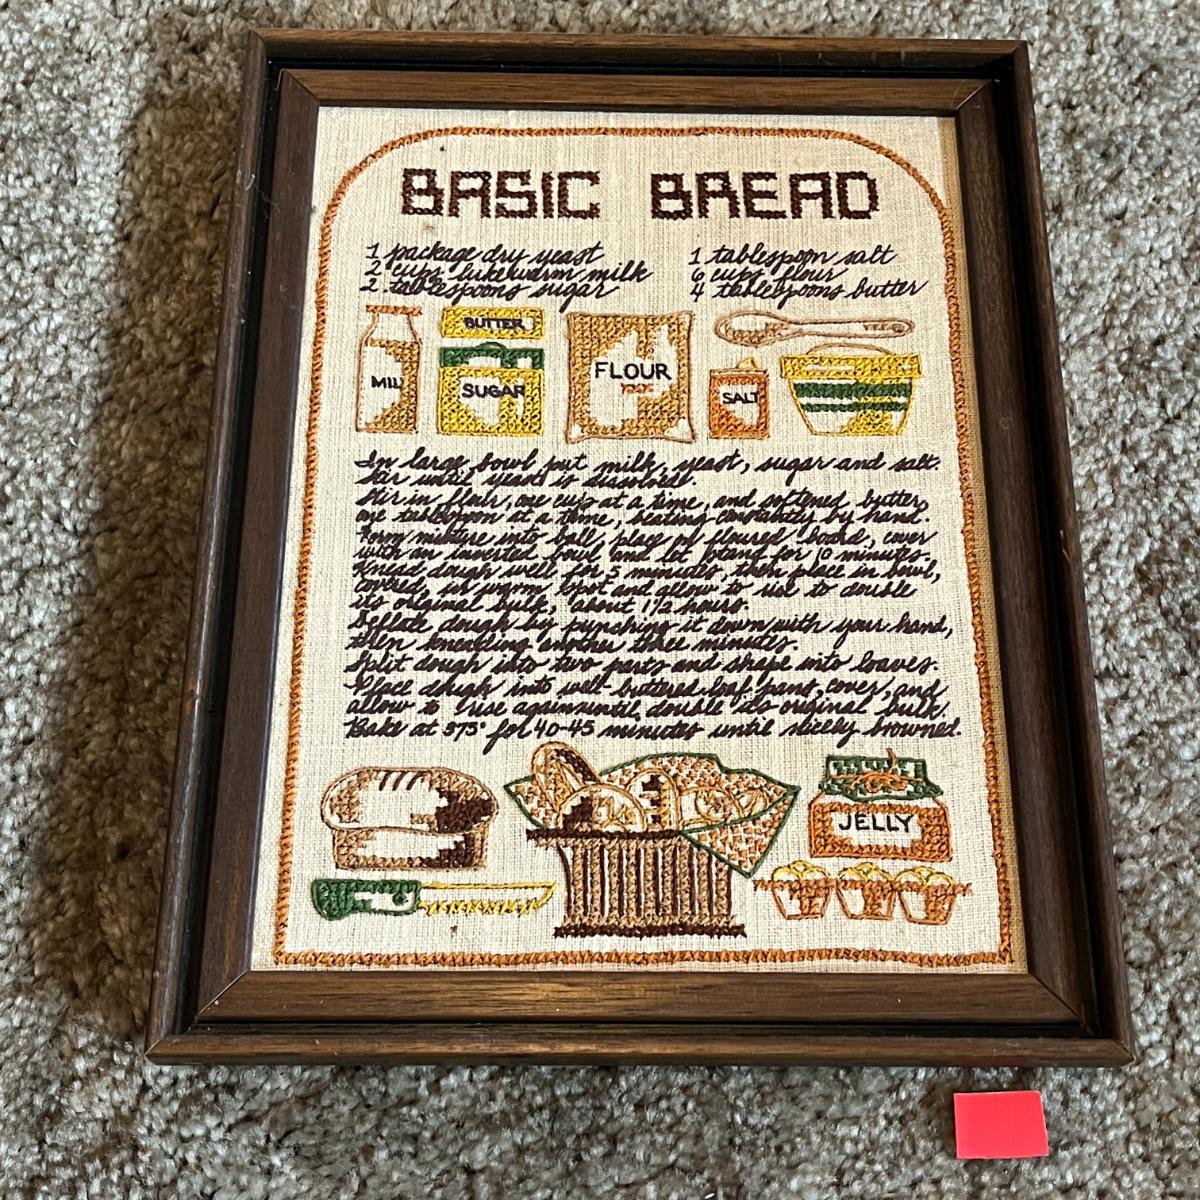 BASIC BREAD
1 package dry yeast
2 cups lukewarm milk
2 tablespoons sugar
1 tablespoon salt
6 cups flour
4 tablespoons butter
MIL
BUTTER
SUGAR
FLOUR
SALT
In large bowl put milk, yeast, sugar and salt.
Stir until yeast is dissolved.
Stir in flour, one cup at a time, and softened butter,
one tablespoon at a time, beating constantly by hand.
Form mixture into ball, place on floured board, cover
with an inverted bowl and let stand for 10 minutes.
Knead dough well, for 5 minutes, then place in bowl,
covered, in warm spot and allow to rise to double
its original bulk, about 1 1/2 hours.
Deflate dough by punching it down with your hand,
then kneading another three minutes.
Split dough into two parts and shape into loaves.
Place dough into well-buttered loaf pans, cover, and
allow to rise again until double its original bulk.
Bake at 375° for 40-45 minutes until nicely browned.
JELLY